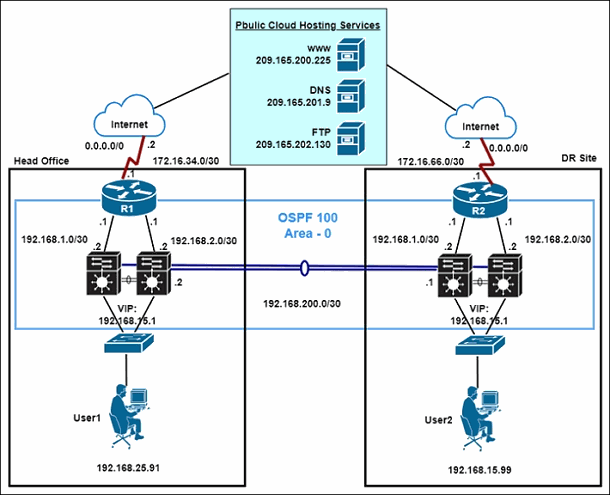 Pbulic Cloud Hosting Services
WWW
209.165.200.225
DNS
209.165.201.9
FTP
209.165.202.130
Internet
0.0.0.0/0
.2
172.16.34.0/30
Head Office
.1
R1
.1
.1
192.168.1.0/30
192.168.2.0/30
.2
.2
.2
VIP:
192.168.15.1
User1
192.168.25.91
OSPF 100
Area - 0
192.168.200.0/30
Internet
.2
0.0.0.0/0
172.16.66.0/30
DR Site
.1
R2
.1
.1
192.168.1.0/30
192.168.2.0/30
.2
.2
.1
VIP:
192.168.15.1
User2
192.168.15.99